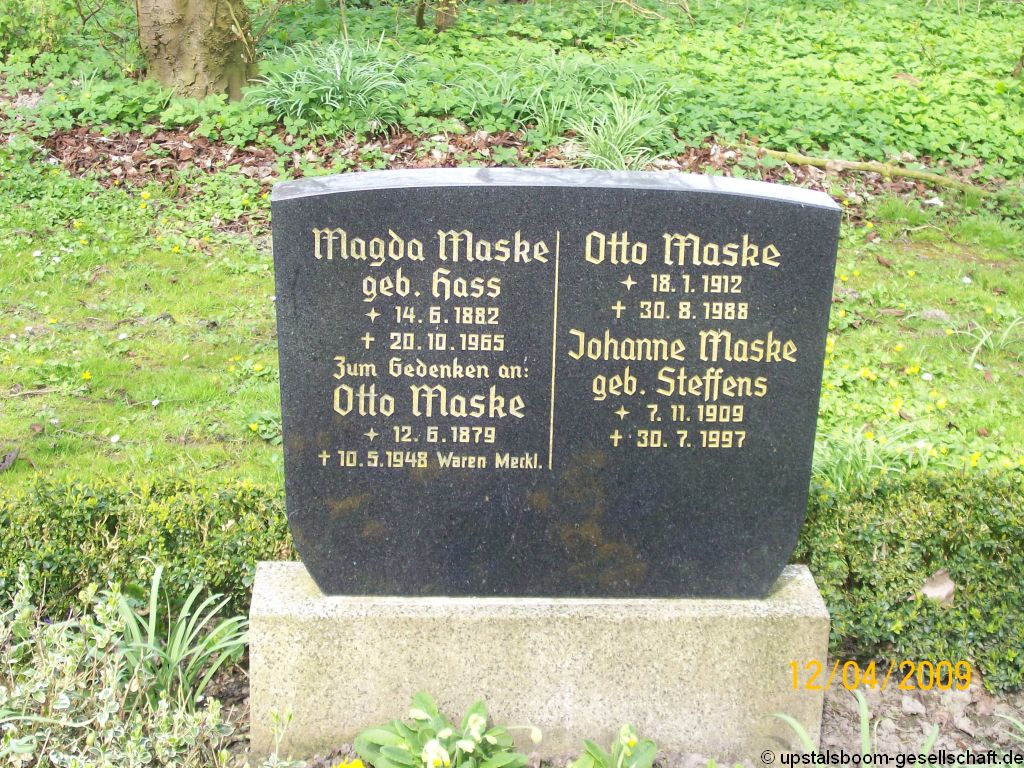 Magda Maske
geb. Hass
✦ 14. 6. 1882
✝ 20. 10. 1965
Zum Gedenken an:
Otto Maske
✦ 12. 6. 1879
✝ 10. 5. 1948 Waren Meckl.
Otto Maske
✦ 18. 1. 1912
✝ 30. 8. 1988
Johanne Maske
geb. Steffens
✦ 7. 11. 1909
✝ 30. 7. 1997
12/04/2009
© upstalsboom-gesellschaft.de